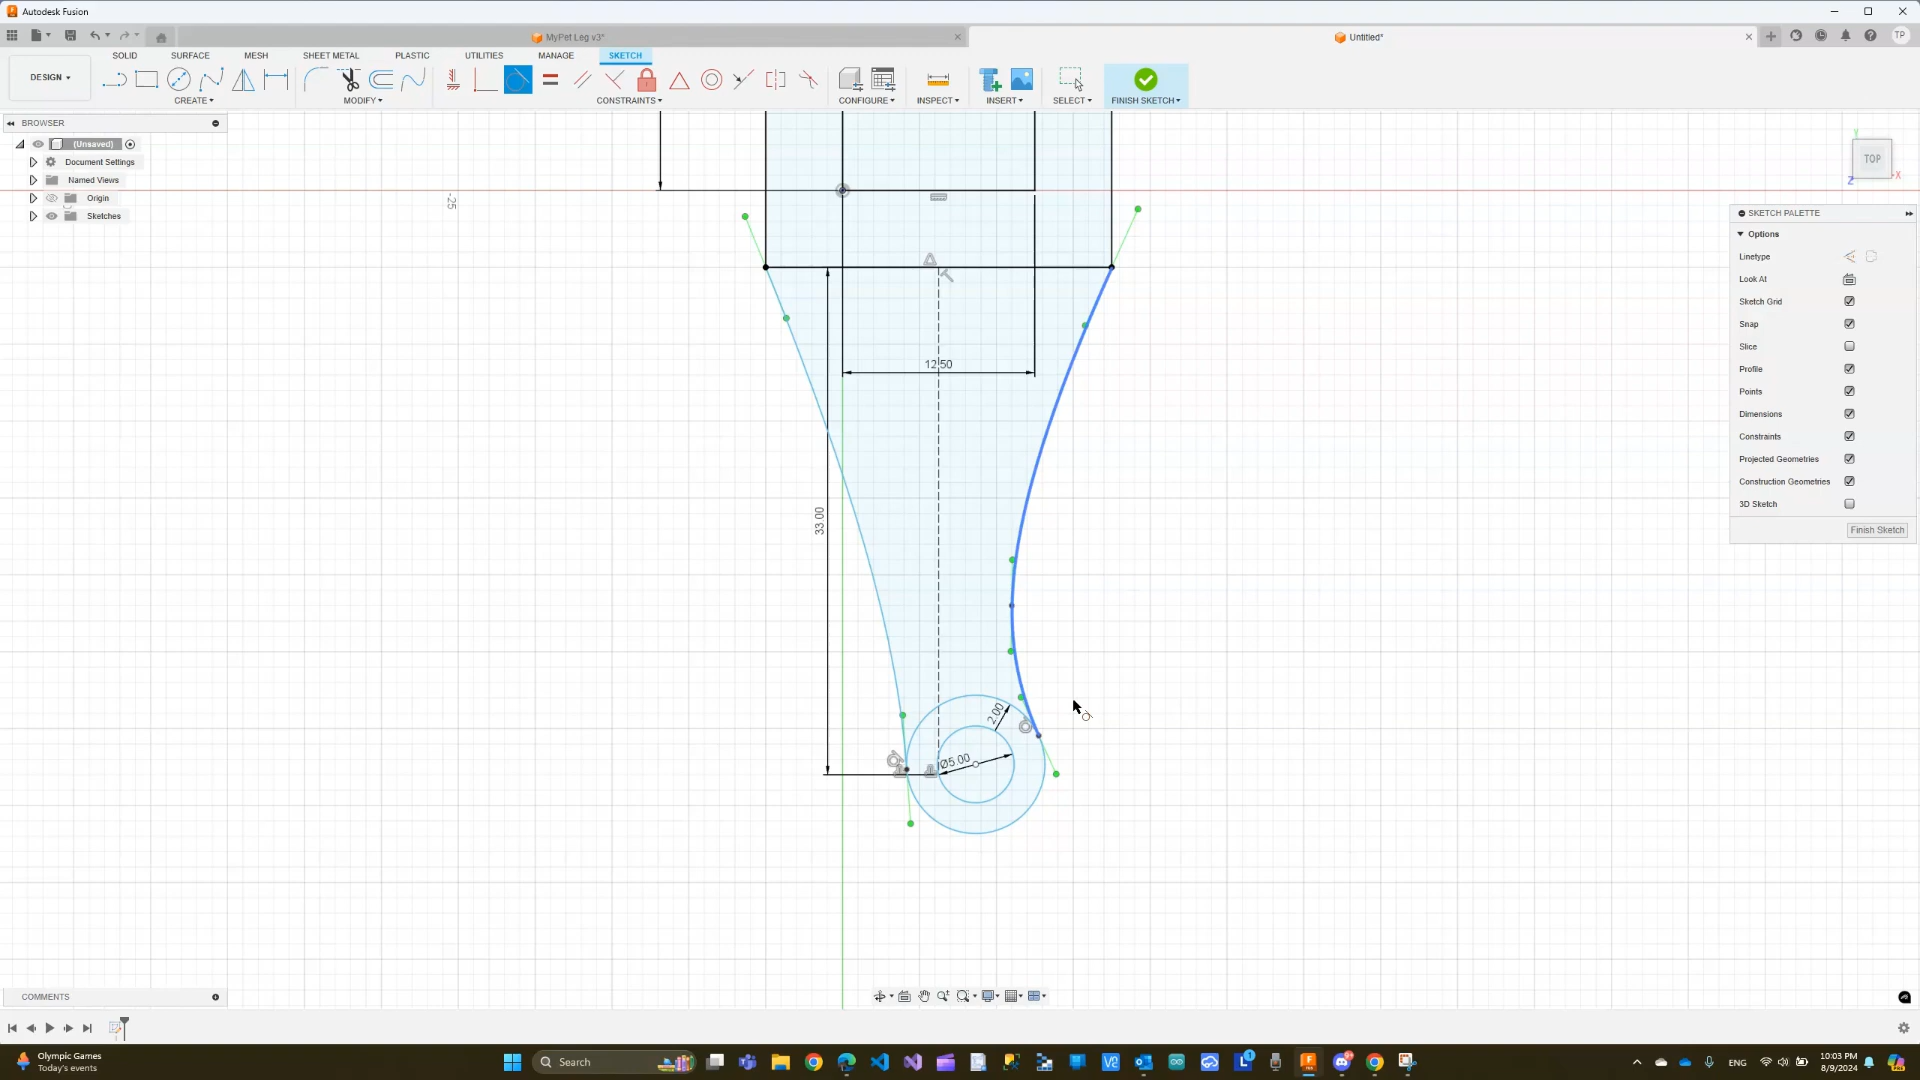 Autodesk Fusion
MyPet Leg v3*
Untitled*
TP
DESIGN
SOLID SURFACE MESH SHEET METAL PLASTIC UTILITIES MANAGE SKETCH
CREATE MODIFY CONSTRAINTS CONFIGURE INSPECT INSERT SELECT FINISH SKETCH
BROWSER
(Unsaved)
Document Settings
Named Views
Origin
Sketches
-25
TOP
Y
X
Z
SKETCH PALETTE
Options
Linetype
Look At
Sketch Grid
Snap
Slice
Profile
Points
Dimensions
Constraints
Projected Geometries
Construction Geometries
3D Sketch
Finish Sketch
12.50
33.00
2.00
Ø5.00
COMMENTS
Olympic Games
Today's events
Search
ENG
10:03 PM
8/9/2024